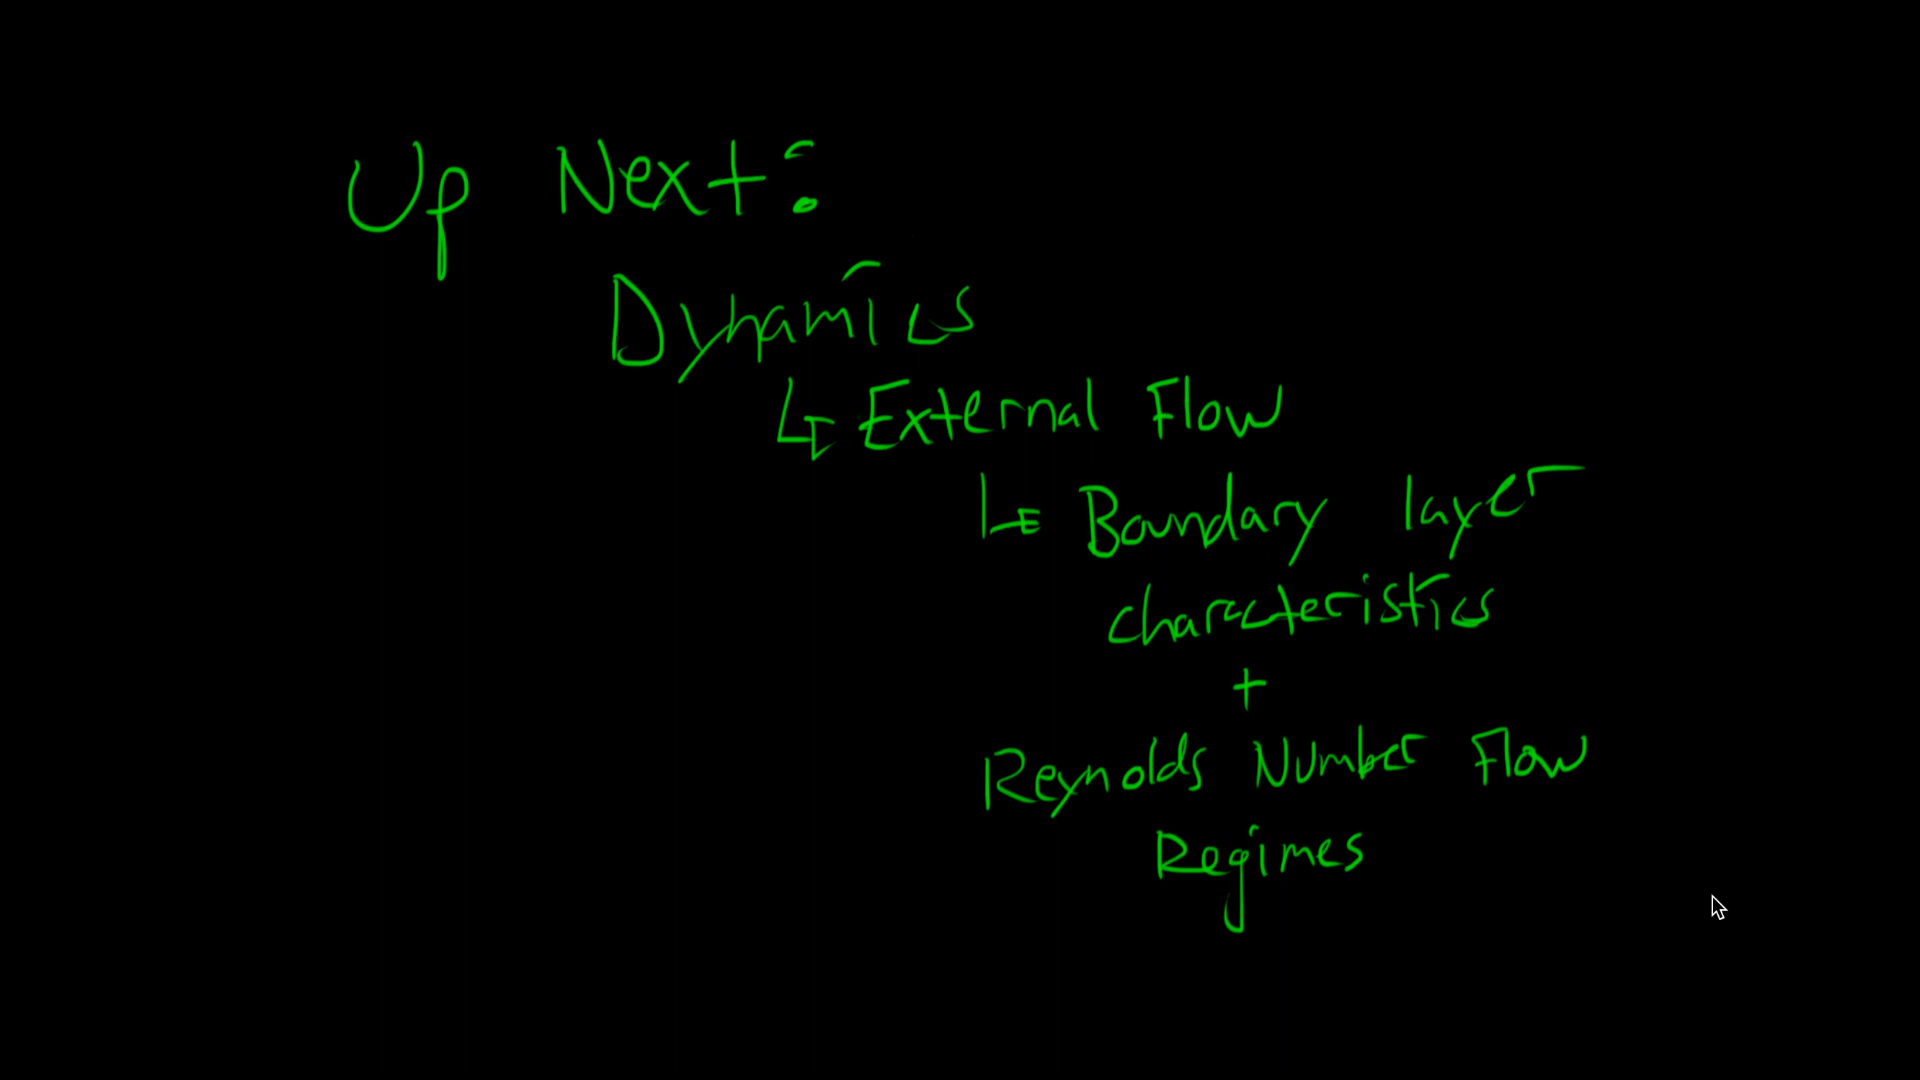 Up Next:
Dynamics
↳ External Flow
↳ Boundary layer
characteristics
+
Reynolds Number Flow
Regimes